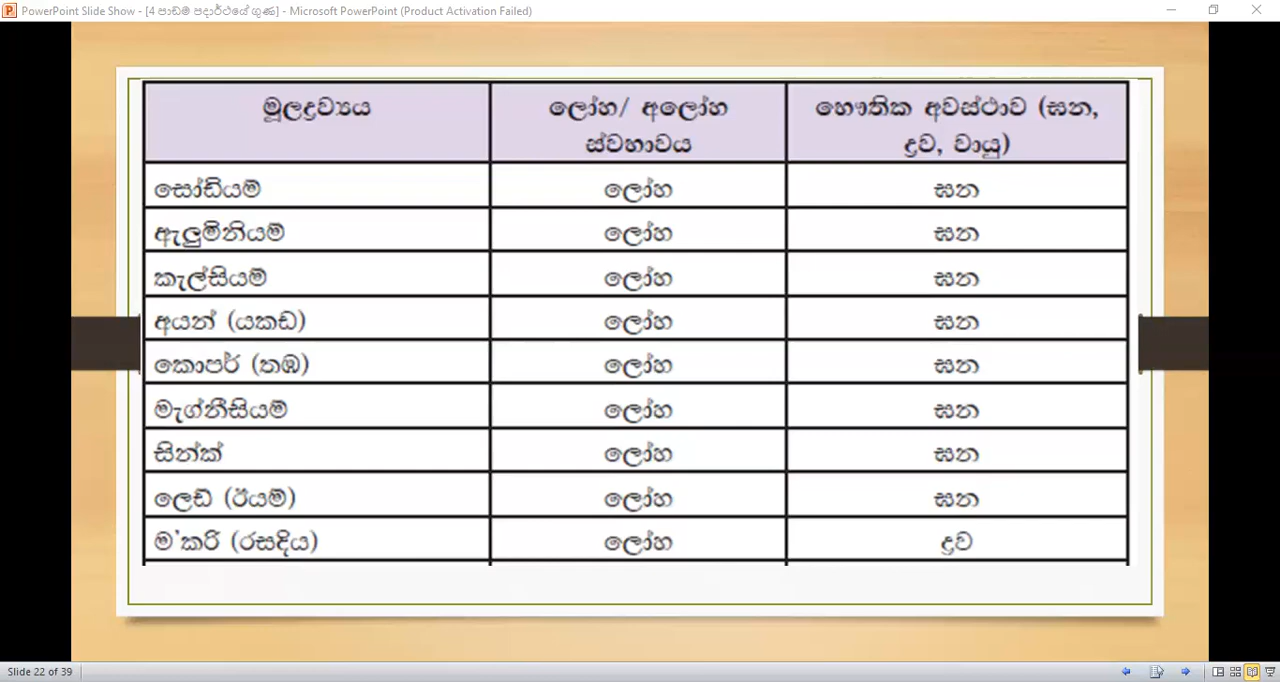 PowerPoint Slide Show - [4 පාඩම් පදාර්ථයේ ගුණ] - Microsoft PowerPoint (Product Activation Failed)
මූලද්‍රව්‍යය ලෝහ/ අලෝහ ස්වභාවය භෞතික අවස්ථාව (ඝන, ද්‍රව, වායු)
සෝඩියම් ලෝහ ඝන
ඇලුමිනියම් ලෝහ ඝන
කැල්සියම් ලෝහ ඝන
අයන් (යකඩ) ලෝහ ඝන
කොපර් (තඹ) ලෝහ ඝන
මැග්නීසියම් ලෝහ ඝන
සින්ක් ලෝහ ඝන
ලෙඩ් (ඊයම්) ලෝහ ඝන
ම'කරි (රසදිය) ලෝහ ද්‍රව
Slide 22 of 39